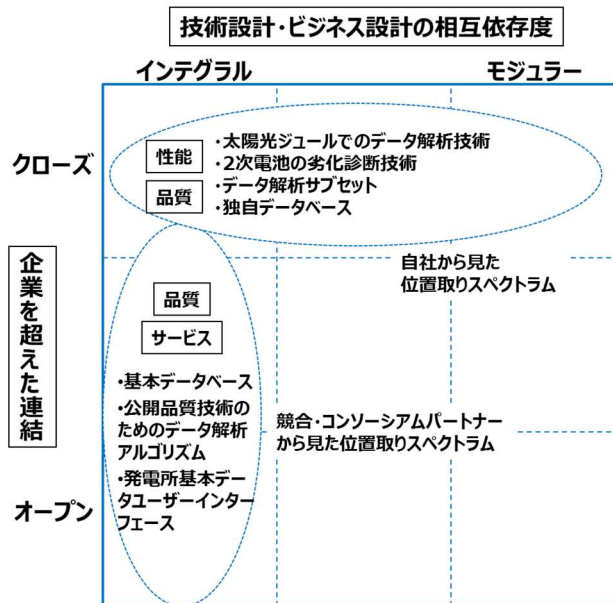 技術設計・ビジネス設計の相互依存度
インテグラル
モジュラー
クローズ
性能
品質
・太陽光ジュールでのデータ解析技術
・2次電池の劣化診断技術
・データ解析サブセット
・独自データベース
企業を超えた連結
自社から見た
位置取りスペクトラム
品質
サービス
・基本データベース
・公開品質技術の
ためのデータ解析
アルゴリズム
・発電所基本デー
タユーザーインター
フェース
競合・コンソーシアムパートナー
から見た位置取りスペクトラム
オープン